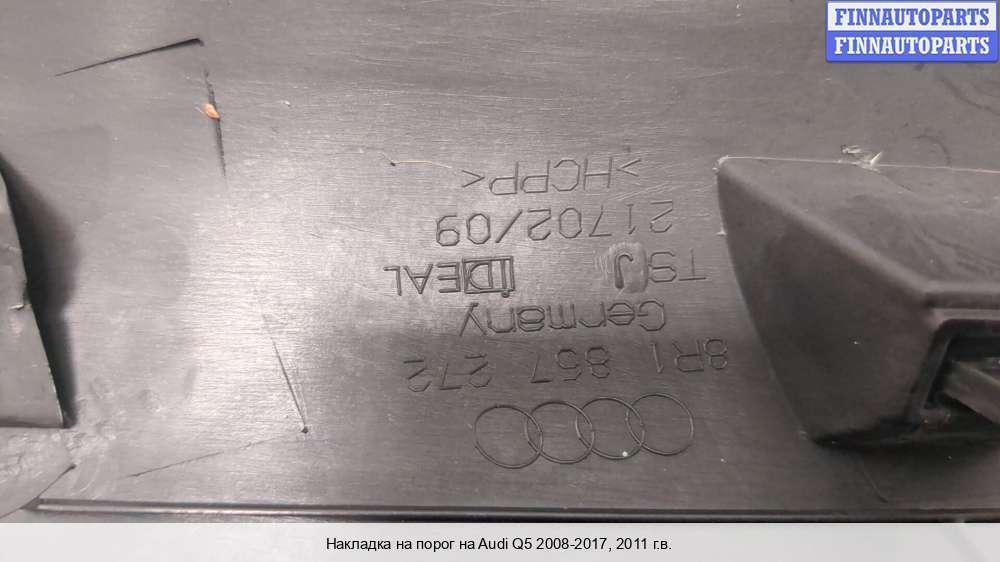 FINNAUTOPARTS
FINNAUTOPARTS
8R1 857 272
Germany
TSJ IDEAL
21702/09
>HCPP<
Накладка на порог на Audi Q5 2008-2017, 2011 г.в.